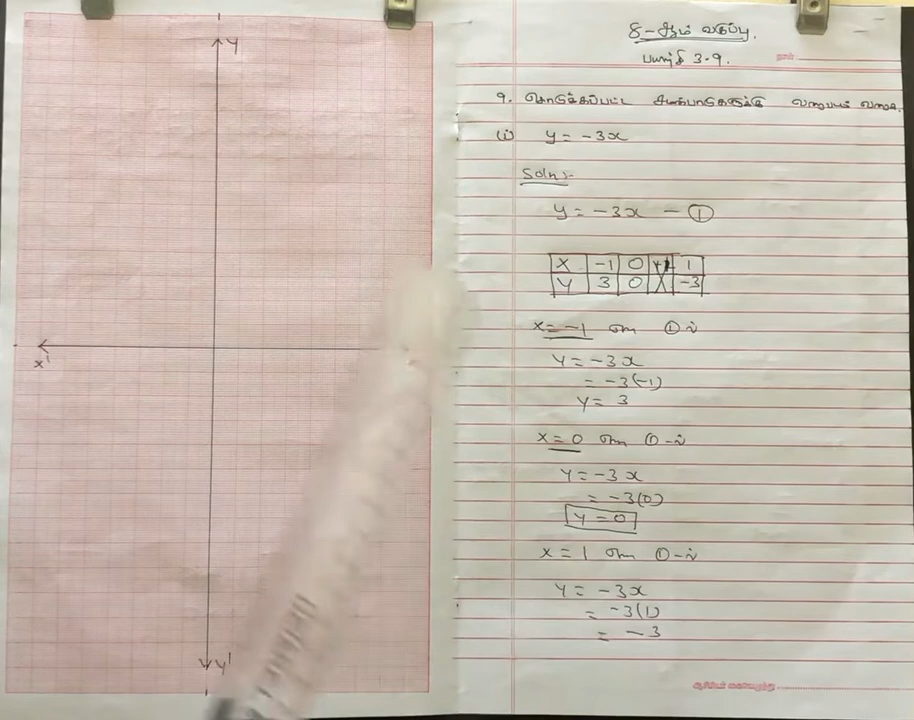 Y
X'
Y'
8-ஆம் வகுப்பு.
பயிற்சி 3.9.
9. கொடுக்கப்பட்ட சமன்பாடுகளுக்கு வரைபடம் வரைக.
(i) y = -3x
Soln:-
y = -3x - ①
X -1 0 1
Y 3 0 -3
x = -1 என ① ல்
y = -3x
= -3(-1)
y = 3
x = 0 என ①-ல்
y = -3x
= -3(0)
y = 0
x = 1 என ①-ல்
y = -3x
= -3(1)
= -3